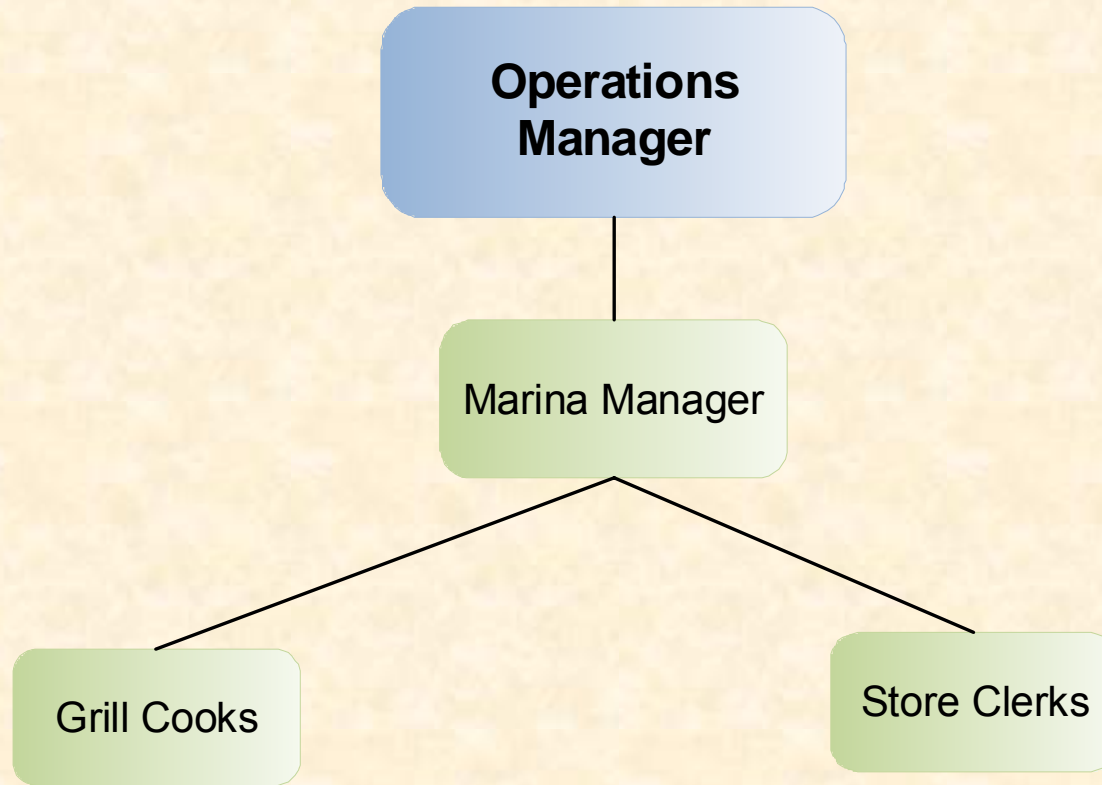 Operations
Manager
Marina Manager
Grill Cooks
Store Clerks